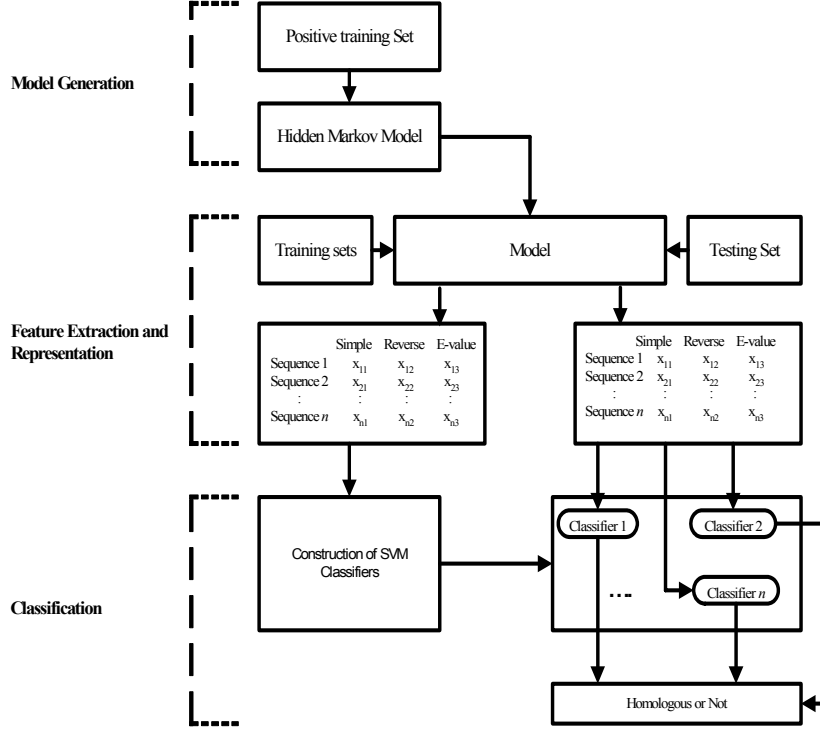 Positive training Set
Model Generation
Hidden Markov Model
Training sets
Model
Testing Set
Feature Extraction and
Representation
Simple Reverse E-value
Sequence 1 x11 x12 x13
Sequence 2 x21 x22 x23
: : : :
Sequence n xn1 xn2 xn3
Simple Reverse E-value
Sequence 1 x11 x12 x13
Sequence 2 x21 x22 x23
: : : :
Sequence n xn1 xn2 xn3
Classification
Construction of SVM
Classifiers
Classifier 1
Classifier 2
....
Classifier n
Homologous or Not